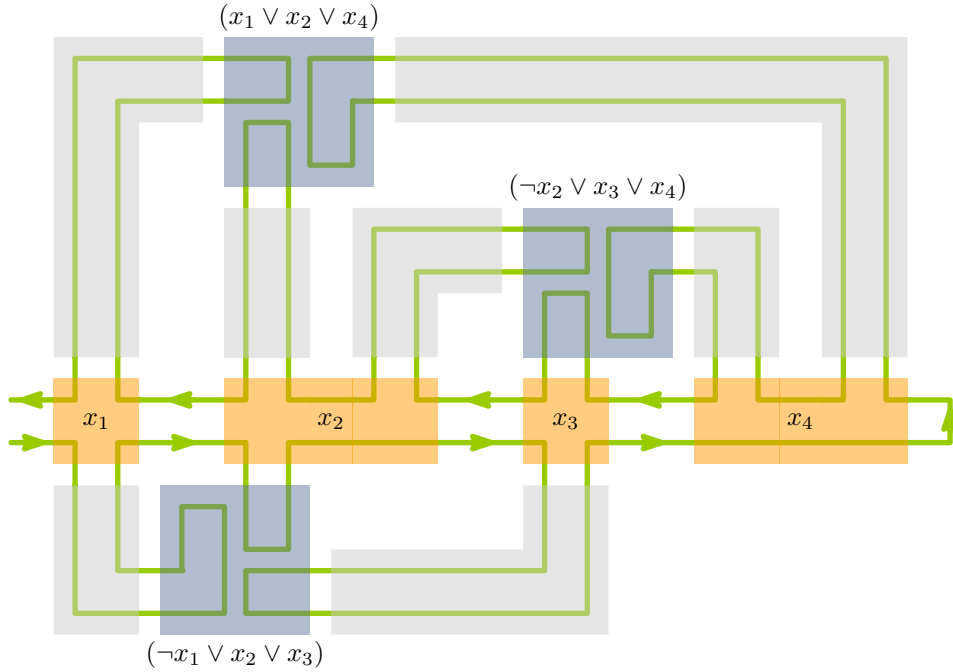 (x₁ ∨ x₂ ∨ x₄)
(¬x₂ ∨ x₃ ∨ x₄)
x₁ x₂ x₃ x₄
(¬x₁ ∨ x₂ ∨ x₃)